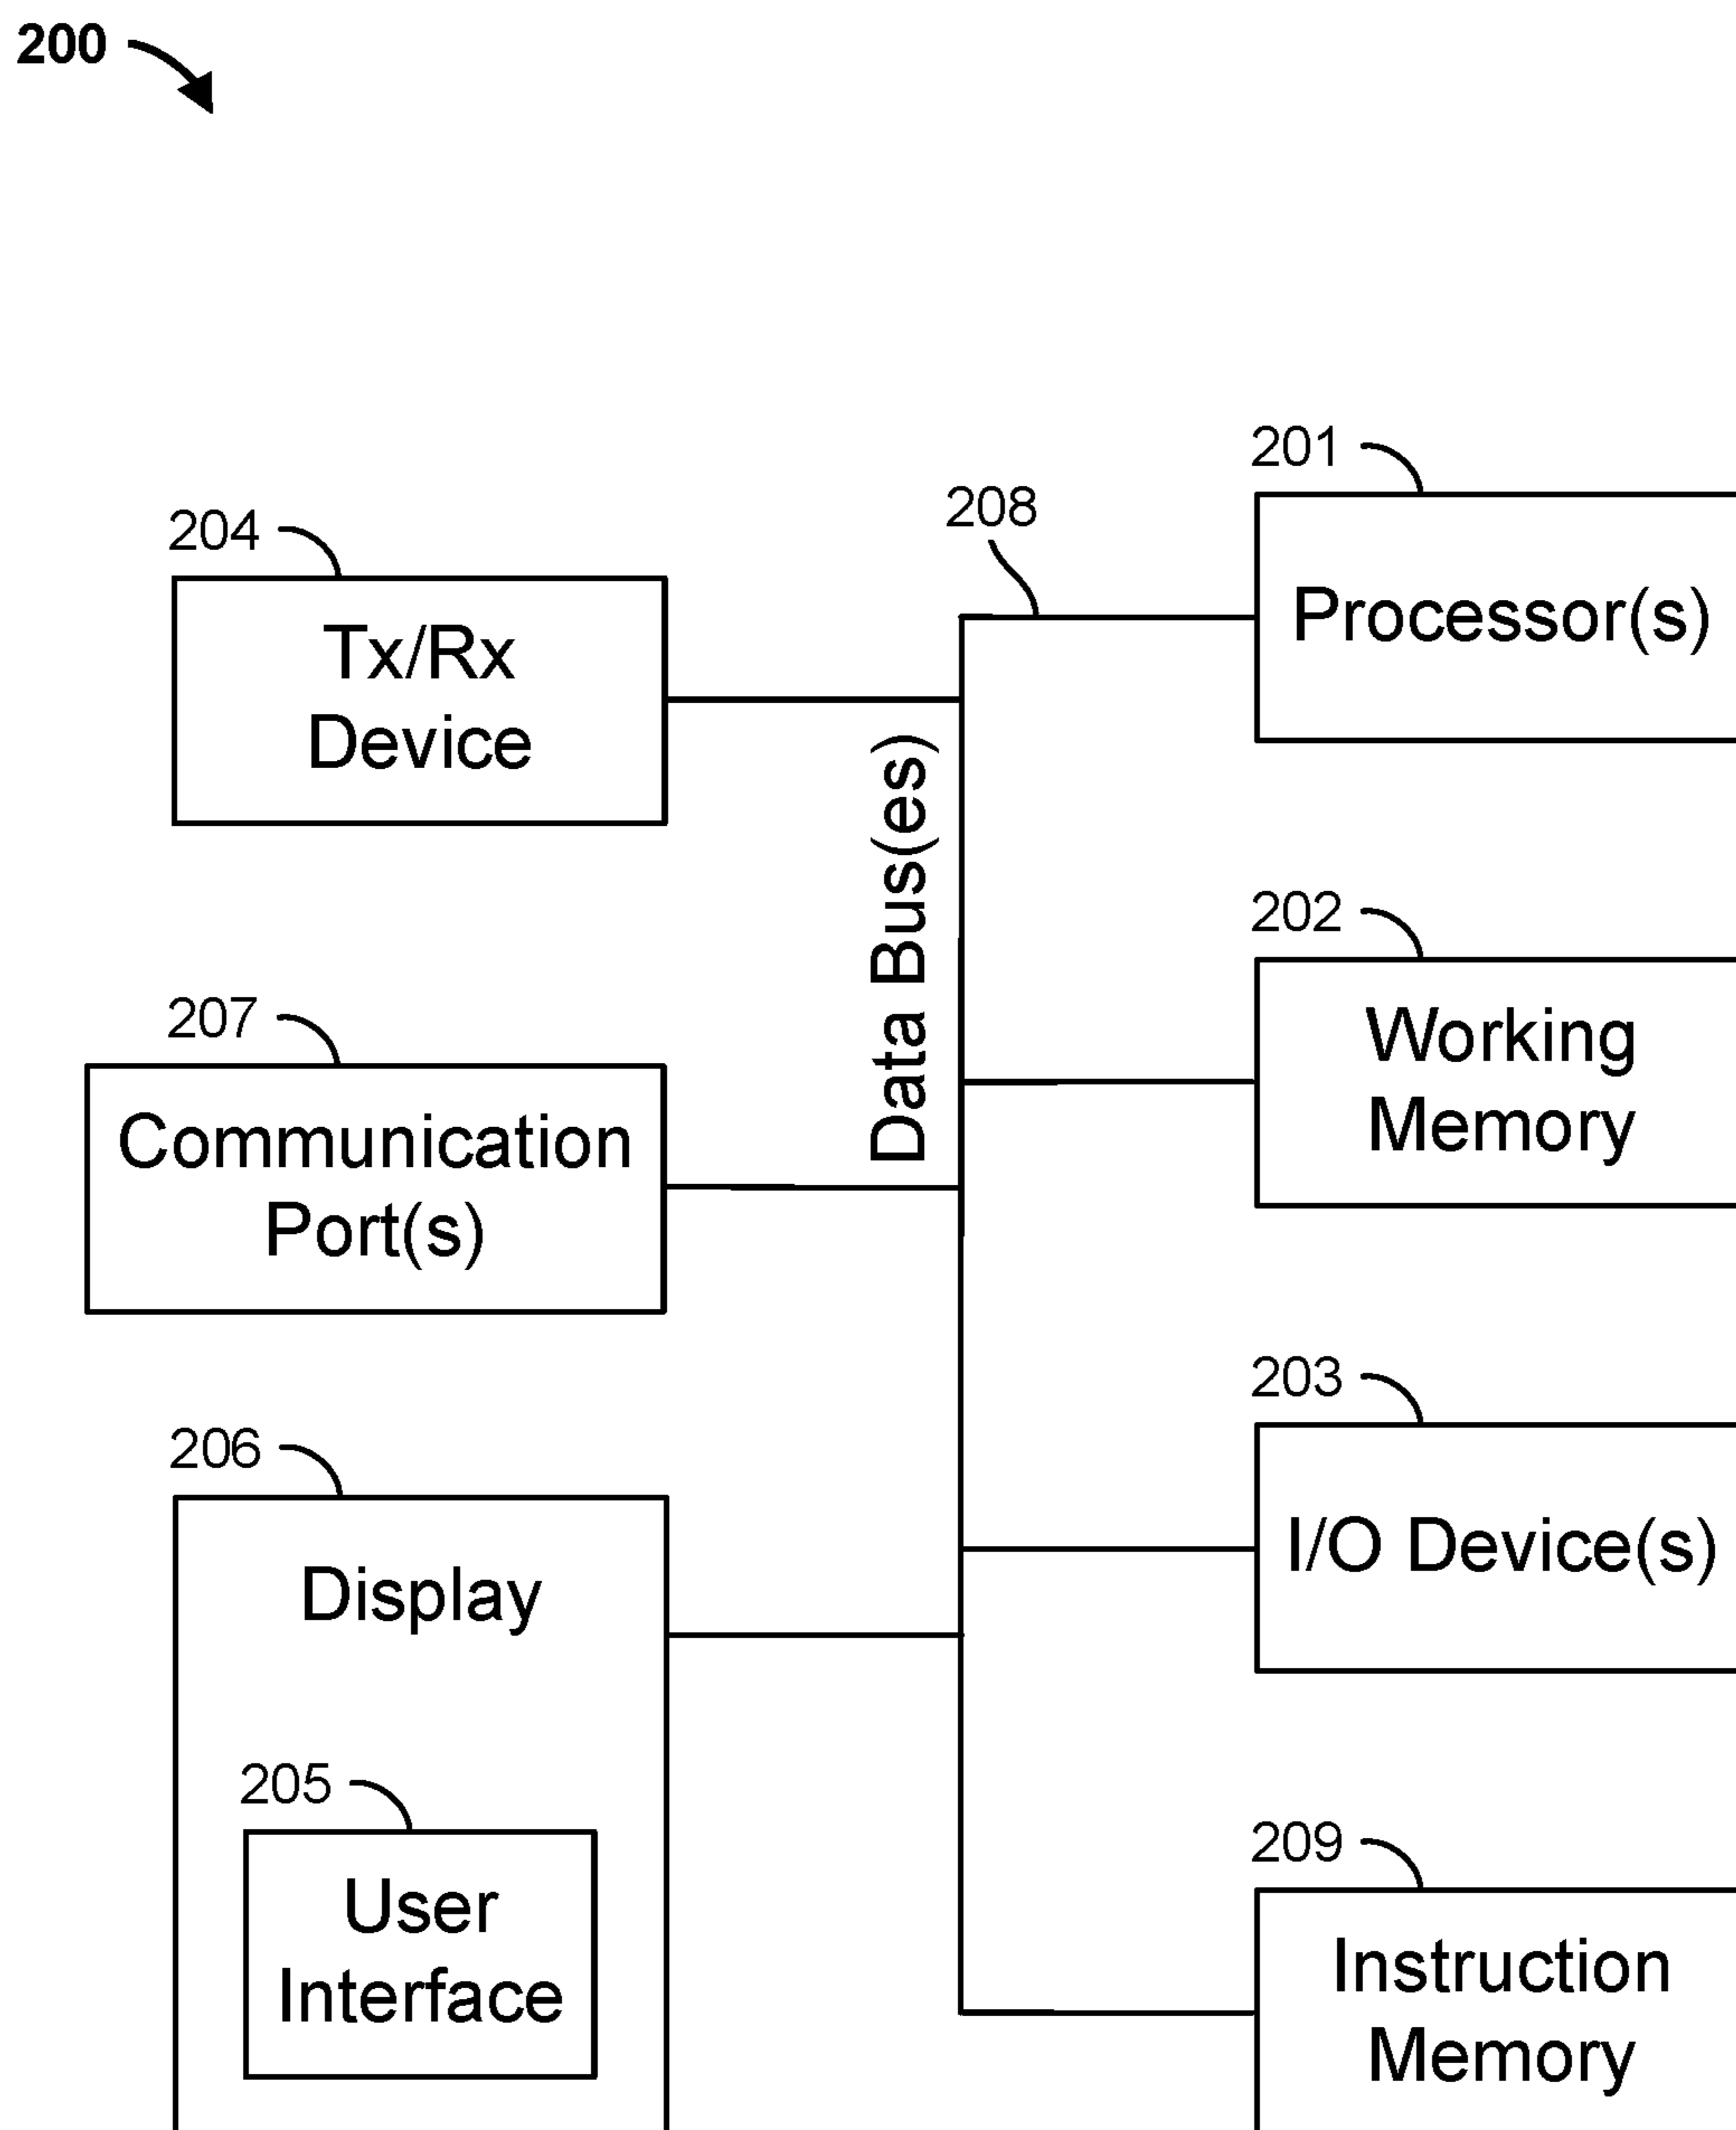 200
201
Processor(s)
204
Tx/Rx
Device
208
Data Bus(es)
202
Working
Memory
207
Communication
Port(s)
203
I/O Device(s)
206
Display
205
User
Interface
209
Instruction
Memory